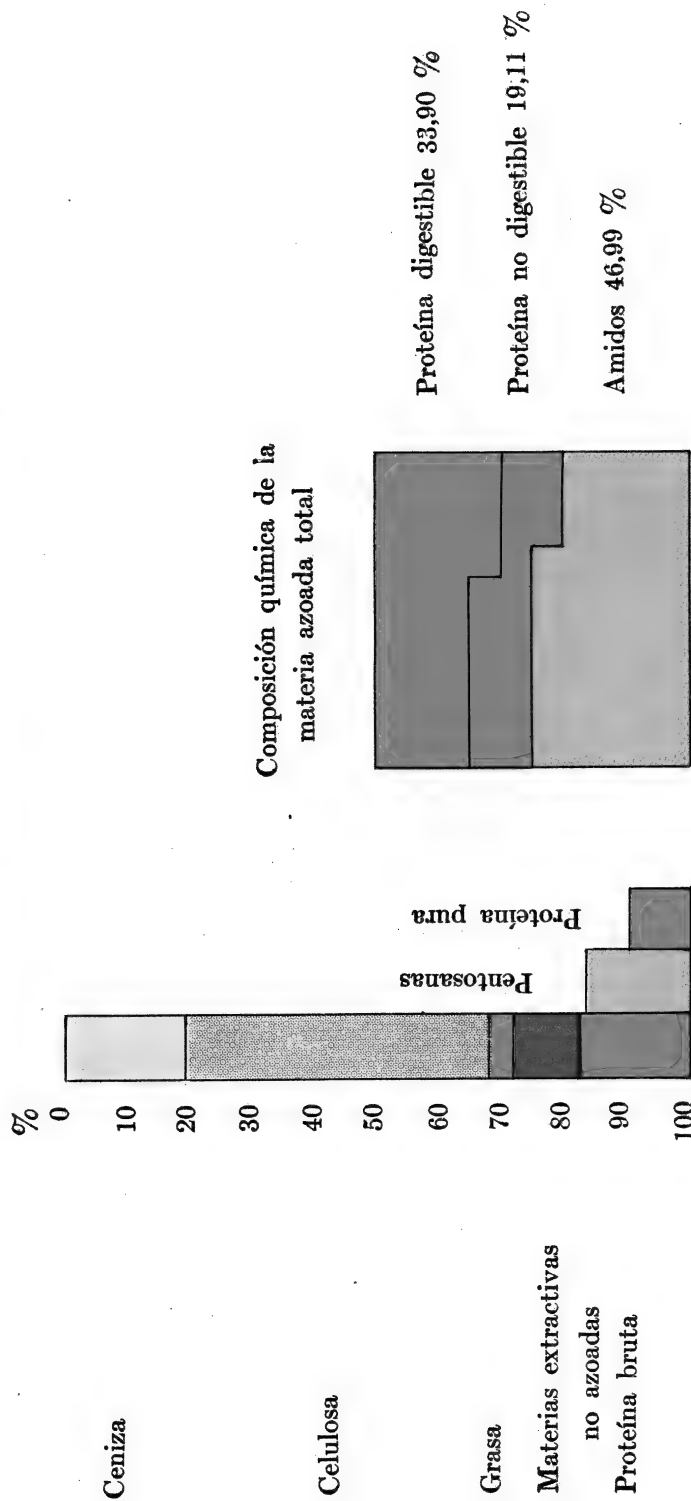 %
0
10
20
30
40
50
60
70
80
90
100
Ceniza
Celulosa
Grasa
Materias extractivas
no azoadas
Proteína bruta
Pentosanas
Proteína pura
Composición química de la
materia azoada total
Proteína digestible 33,90 %
Proteína no digestible 19,11 %
Amidos 46,99 %